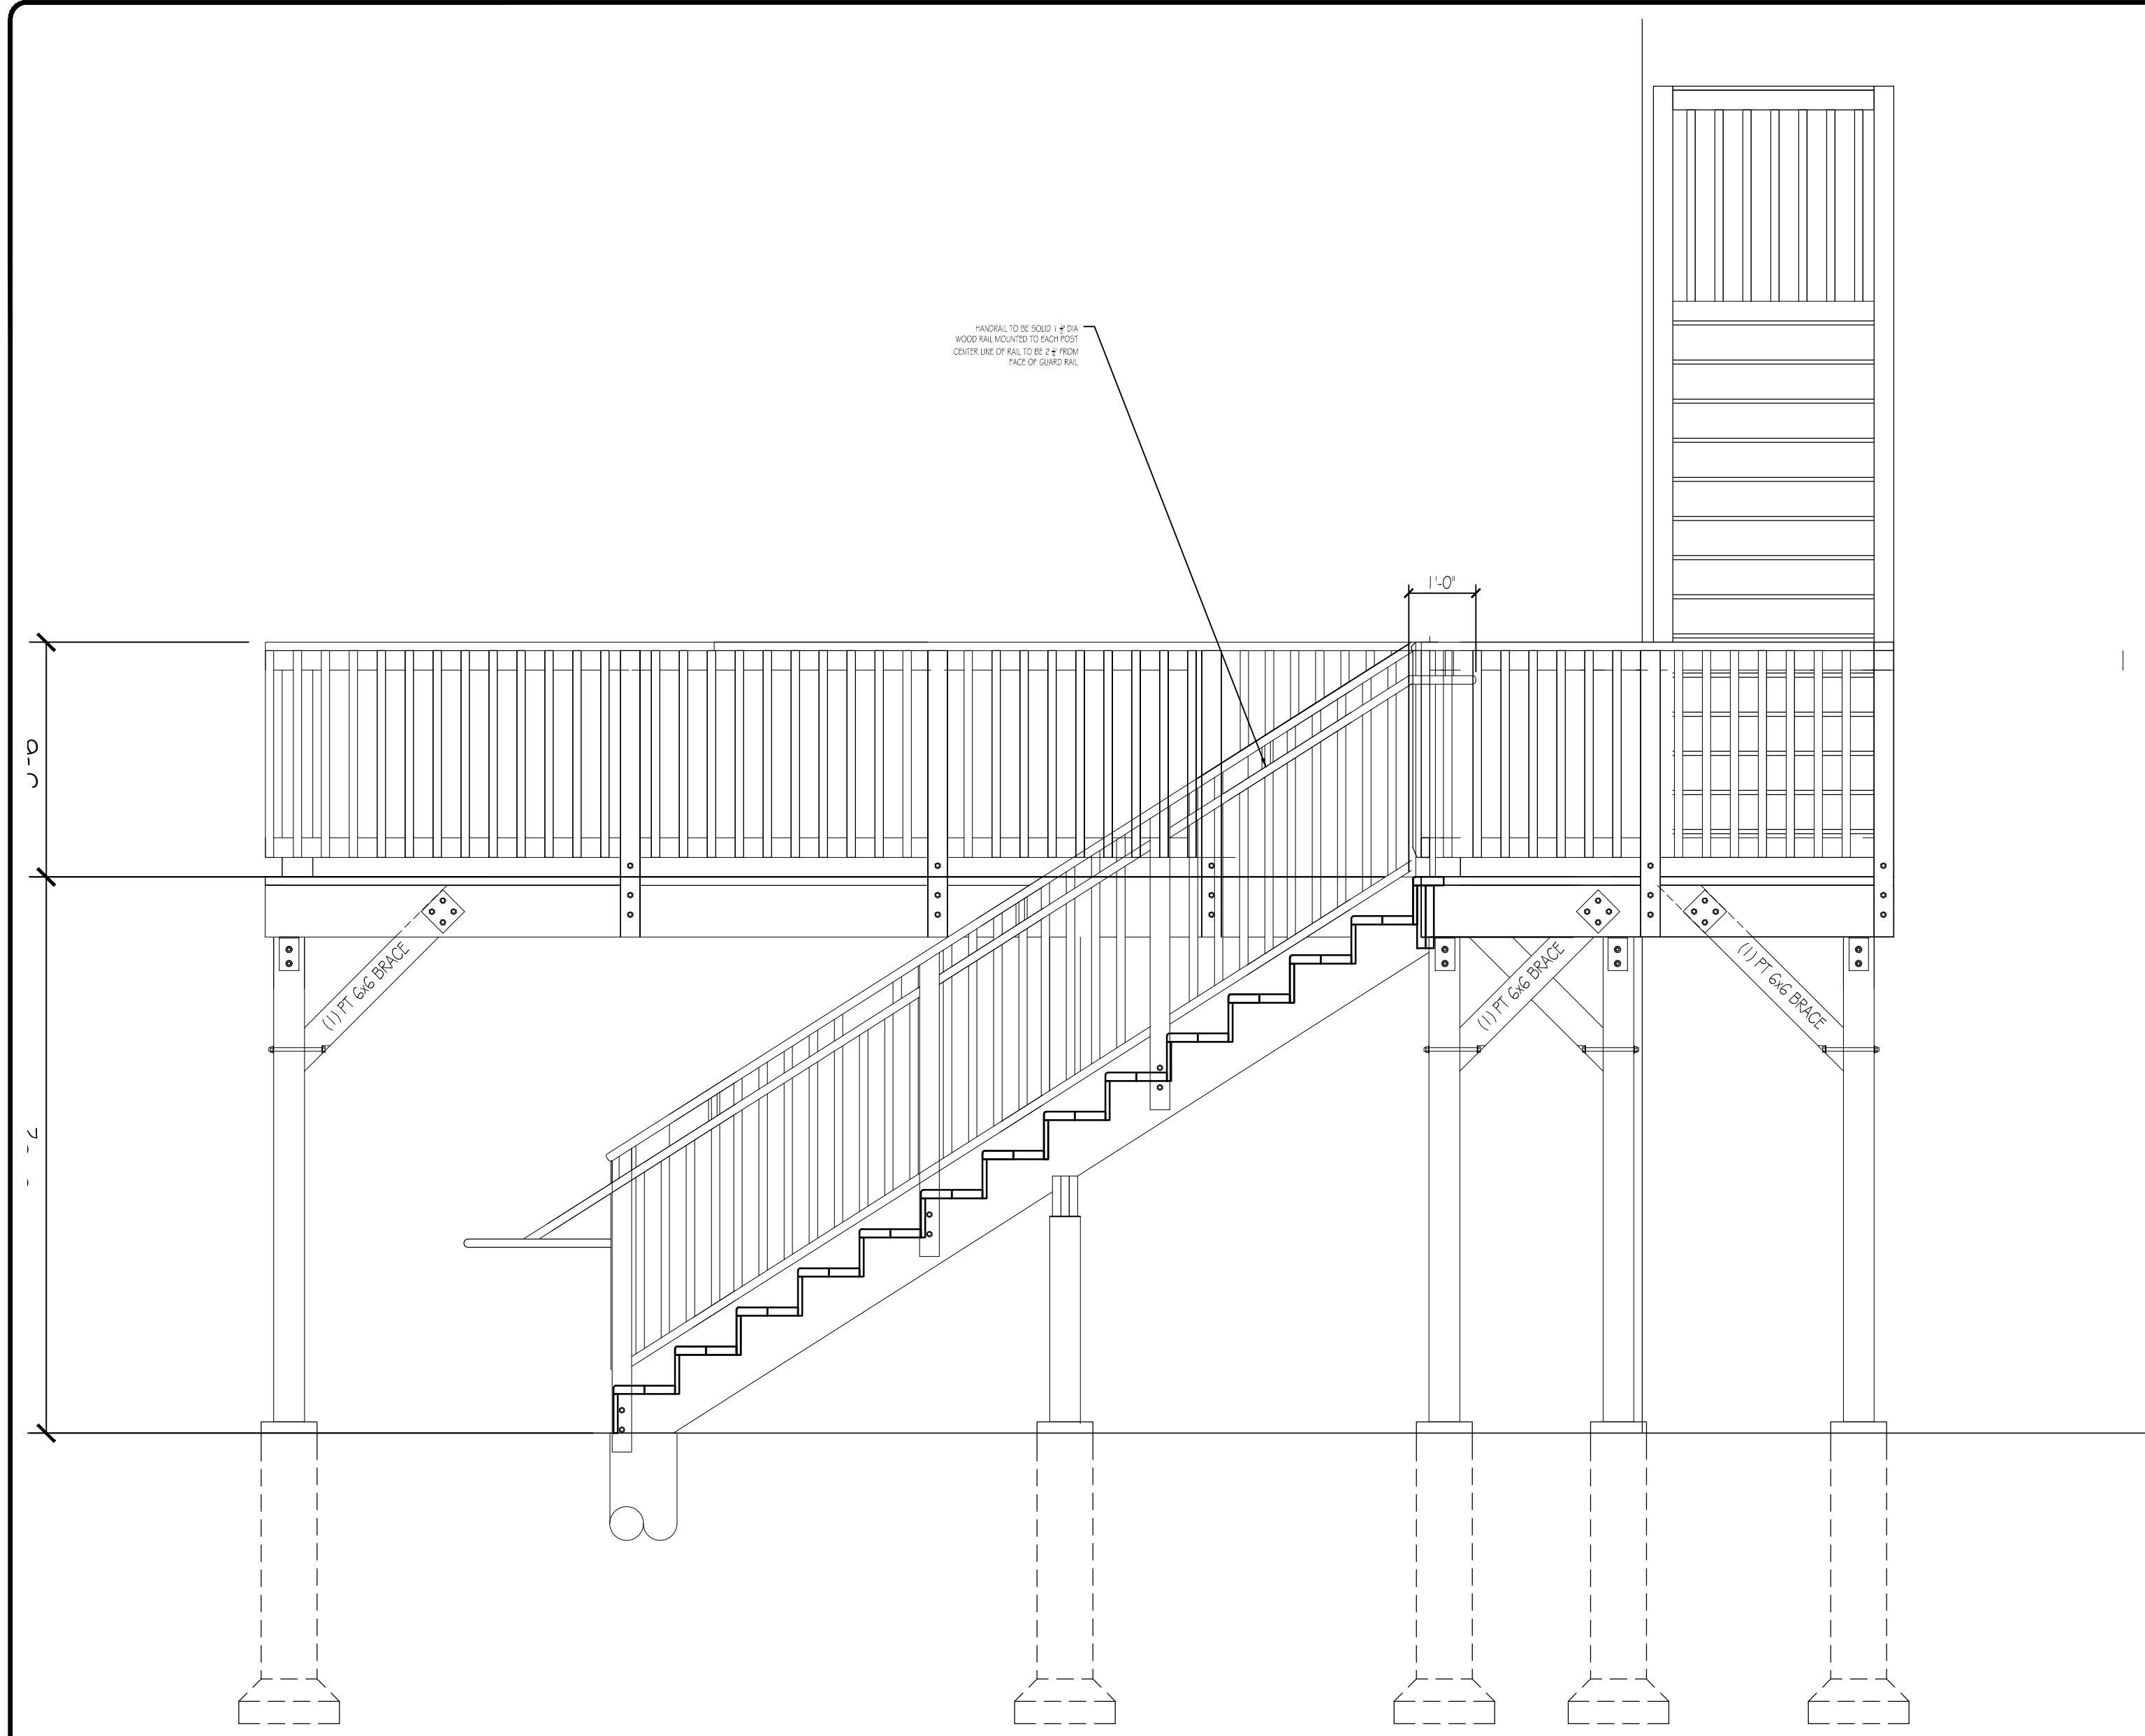 HANDRAIL TO BE SOLID 1 1/2" DIA
WOOD RAIL MOUNTED TO EACH POST
CENTER LINE OF RAIL TO BE 2 1/4" FROM
FACE OF GUARD RAIL
1'-0"
(1) PT 6x6 BRACE
(1) PT 6x6 BRACE
(1) PT 6x6 BRACE